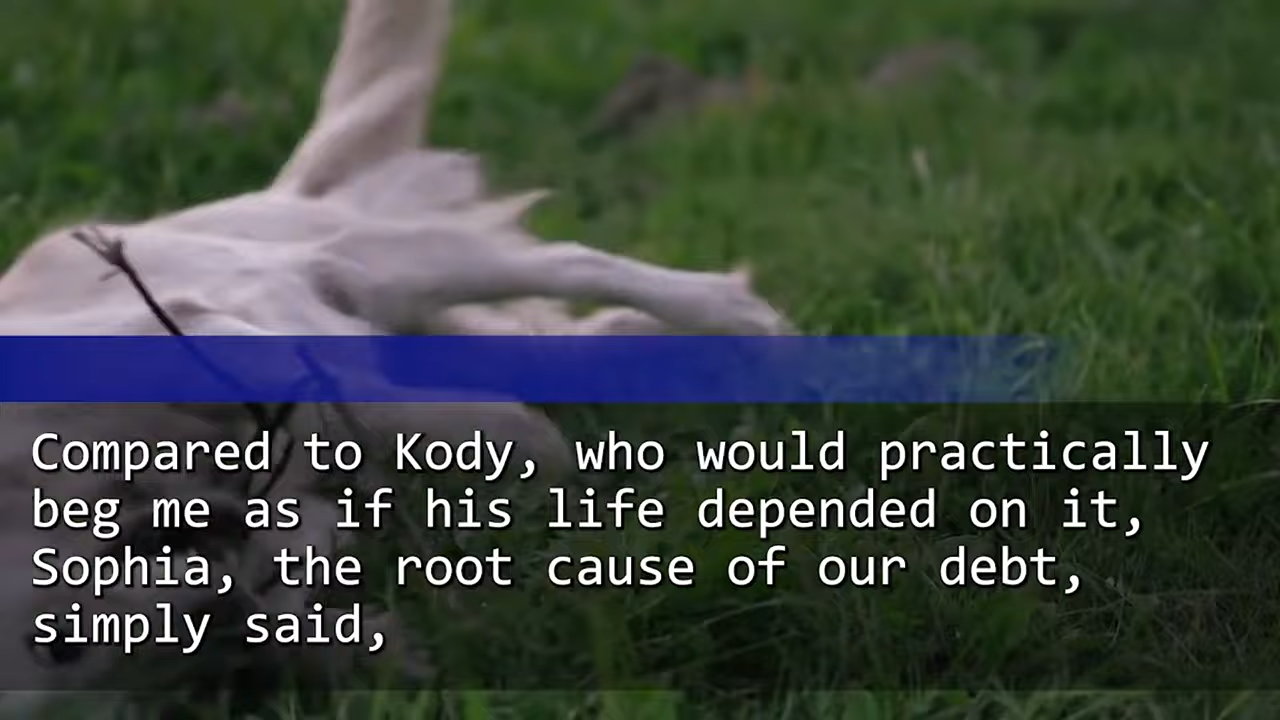 Compared to Kody, who would practically
beg me as if his life depended on it,
Sophia, the root cause of our debt,
simply said,